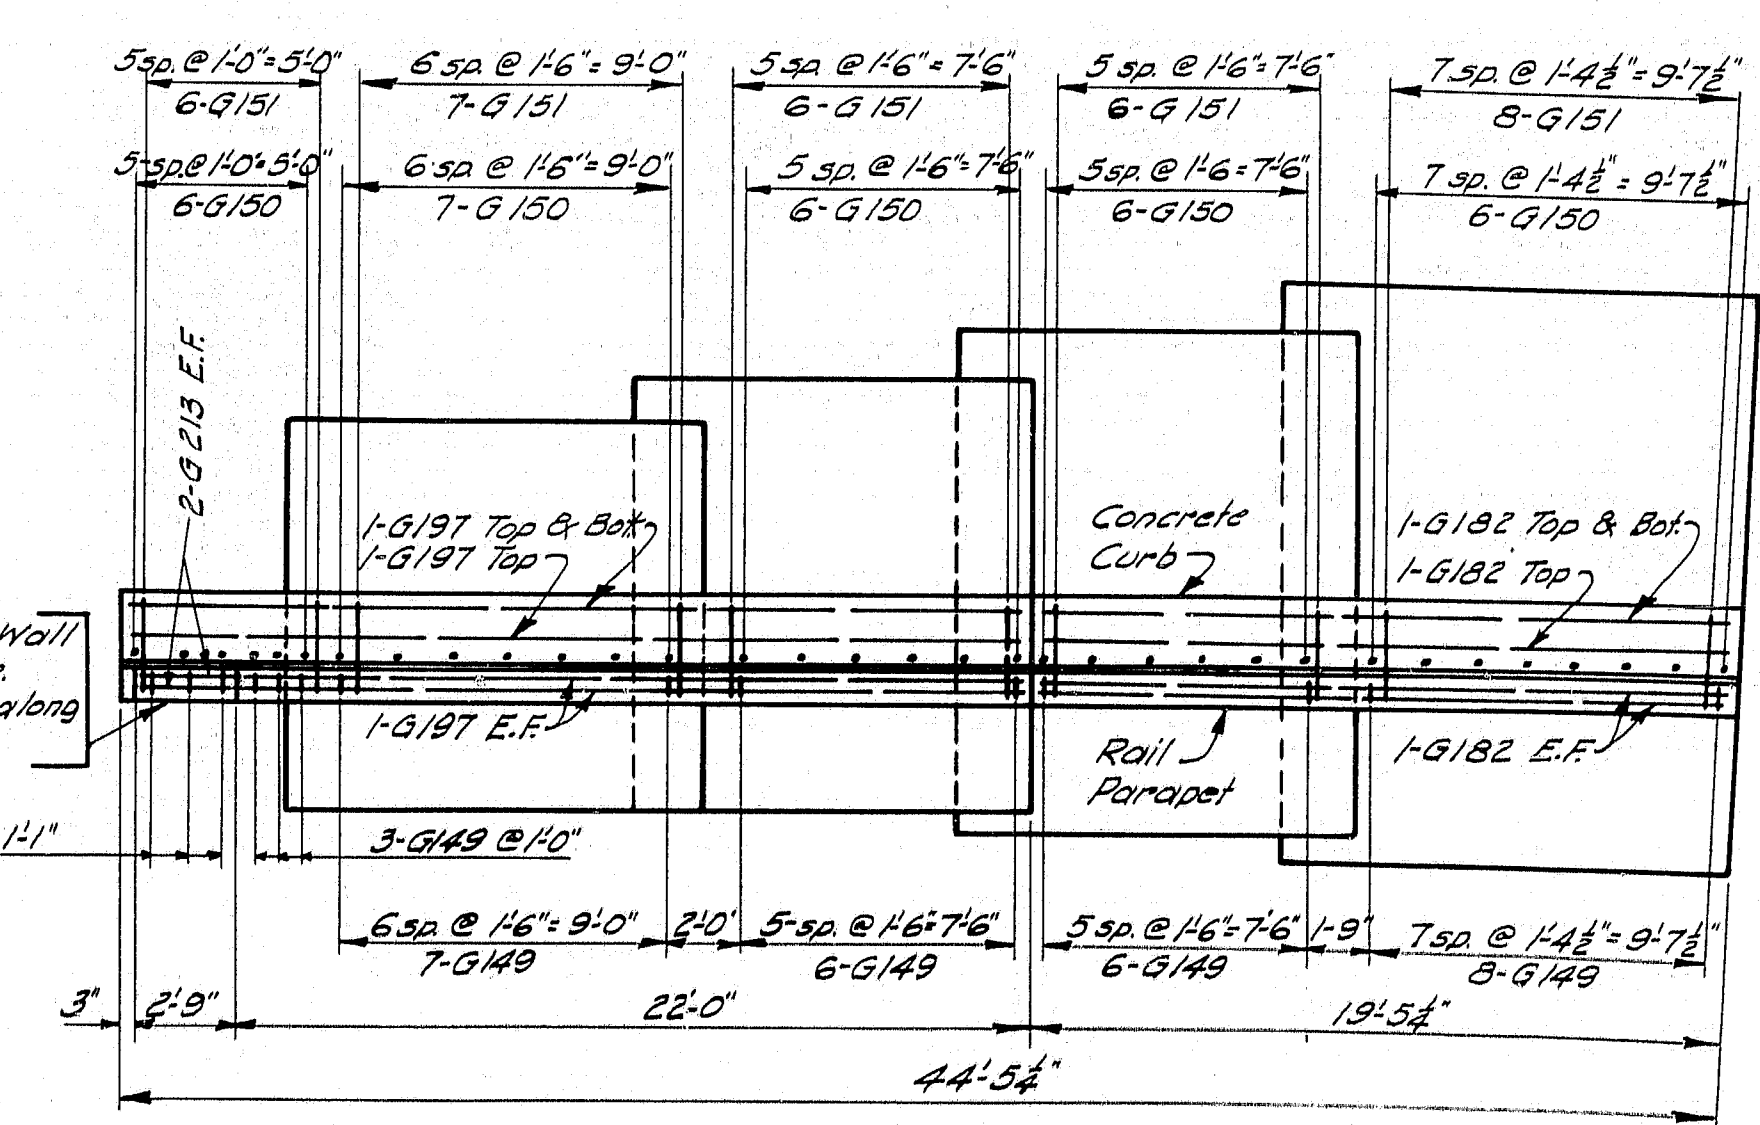 5 sp. @ 1'-0" = 5'-0"
6-G151
6 sp. @ 1'-6" = 9'-0"
7-G151
5 sp. @ 1'-6" = 7'-6"
6-G151
5 sp. @ 1'-6" = 7'-6"
6-G151
7 sp. @ 1'-4½" = 9'-7½"
8-G151
5-sp. @ 1'-0" = 5'-0"
6-G150
6 sp. @ 1'-6" = 9'-0"
7-G150
5 sp. @ 1'-6" = 7'-6"
6-G150
5 sp. @ 1'-6 = 7'-6"
6-G150
7 sp. @ 1'-4½" = 9'-7½"
6-G150
2-G213 E.F.
1-G197 Top & Bot.
1-G197 Top
Concrete
Curb
1-G182 Top & Bot.
1-G182 Top
Wall
along
1-G197 E.F.
Rail
Parapet
1-G182 E.F.
1'-1"
3-G149 @ 1'-0"
6 sp. @ 1'-6" = 9'-0"
7-G149
2'-0"
5-sp. @ 1'-6" = 7'-6"
6-G149
5 sp. @ 1'-6" = 7'-6"
6-G149
1'-9"
7 sp. @ 1'-4½" = 9'-7½"
8-G149
3"
2'-9"
22'-0"
19'-5¼"
44'-5¼"